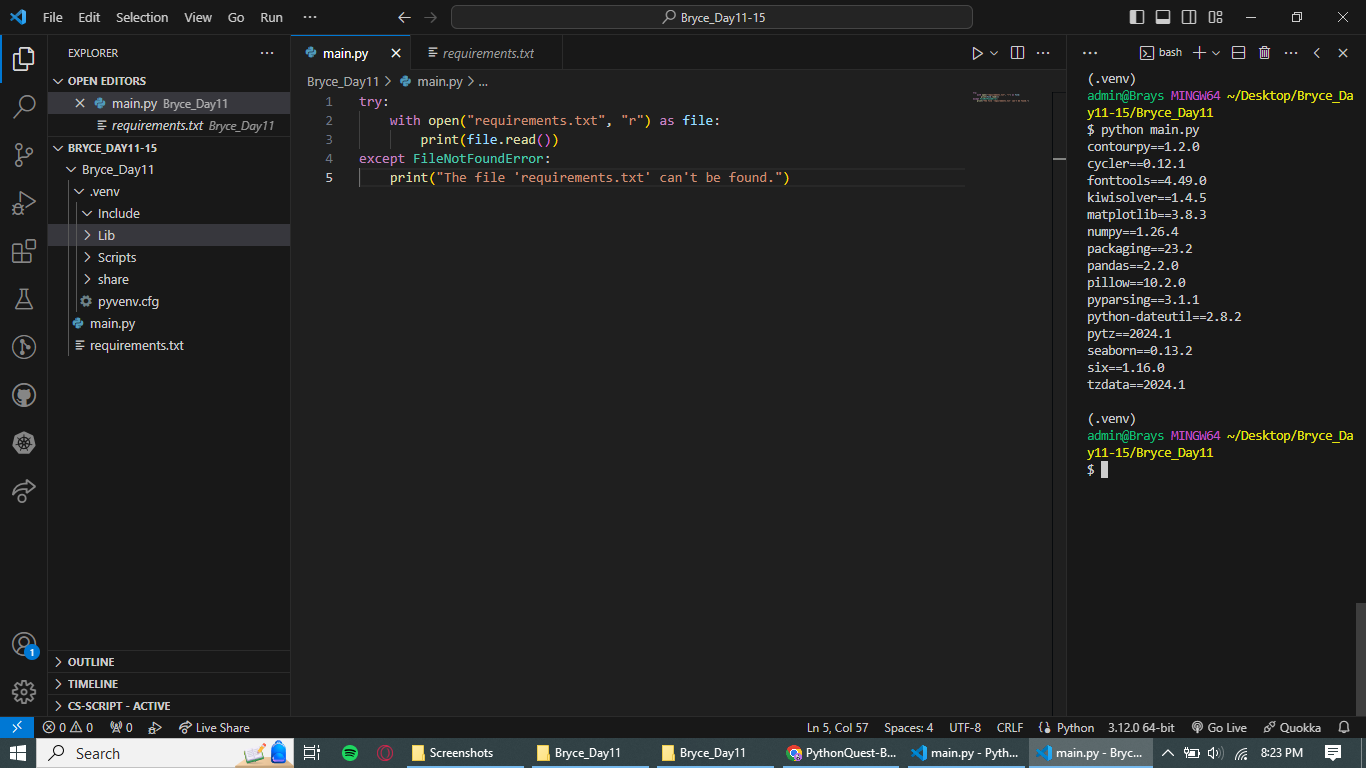 File Edit Selection View Go Run ··· Bryce_Day11-15
EXPLORER ···
OPEN EDITORS
main.py Bryce_Day11
requirements.txt Bryce_Day11
BRYCE_DAY11-15
Bryce_Day11
.venv
Include
Lib
Scripts
share
pyvenv.cfg
main.py
requirements.txt
OUTLINE
TIMELINE
CS-SCRIPT - ACTIVE
1
main.py requirements.txt
Bryce_Day11 > main.py > ...
1 try:
2 with open("requirements.txt", "r") as file:
3 print(file.read())
4 except FileNotFoundError:
5 print("The file 'requirements.txt' can't be found.")
bash
(.venv)
admin@Brays MINGW64 ~/Desktop/Bryce_Da
y11-15/Bryce_Day11
$ python main.py
contourpy==1.2.0
cycler==0.12.1
fonttools==4.49.0
kiwisolver==1.4.5
matplotlib==3.8.3
numpy==1.26.4
packaging==23.2
pandas==2.2.0
pillow==10.2.0
pyparsing==3.1.1
python-dateutil==2.8.2
pytz==2024.1
seaborn==0.13.2
six==1.16.0
tzdata==2024.1
(.venv)
admin@Brays MINGW64 ~/Desktop/Bryce_Da
y11-15/Bryce_Day11
$
0 0 0 Live Share Ln 5, Col 57 Spaces: 4 UTF-8 CRLF Python 3.12.0 64-bit Go Live Quokka
Search Screenshots Bryce_Day11 Bryce_Day11 PythonQuest-B... main.py - Pyth... main.py - Bryc... 8:23 PM